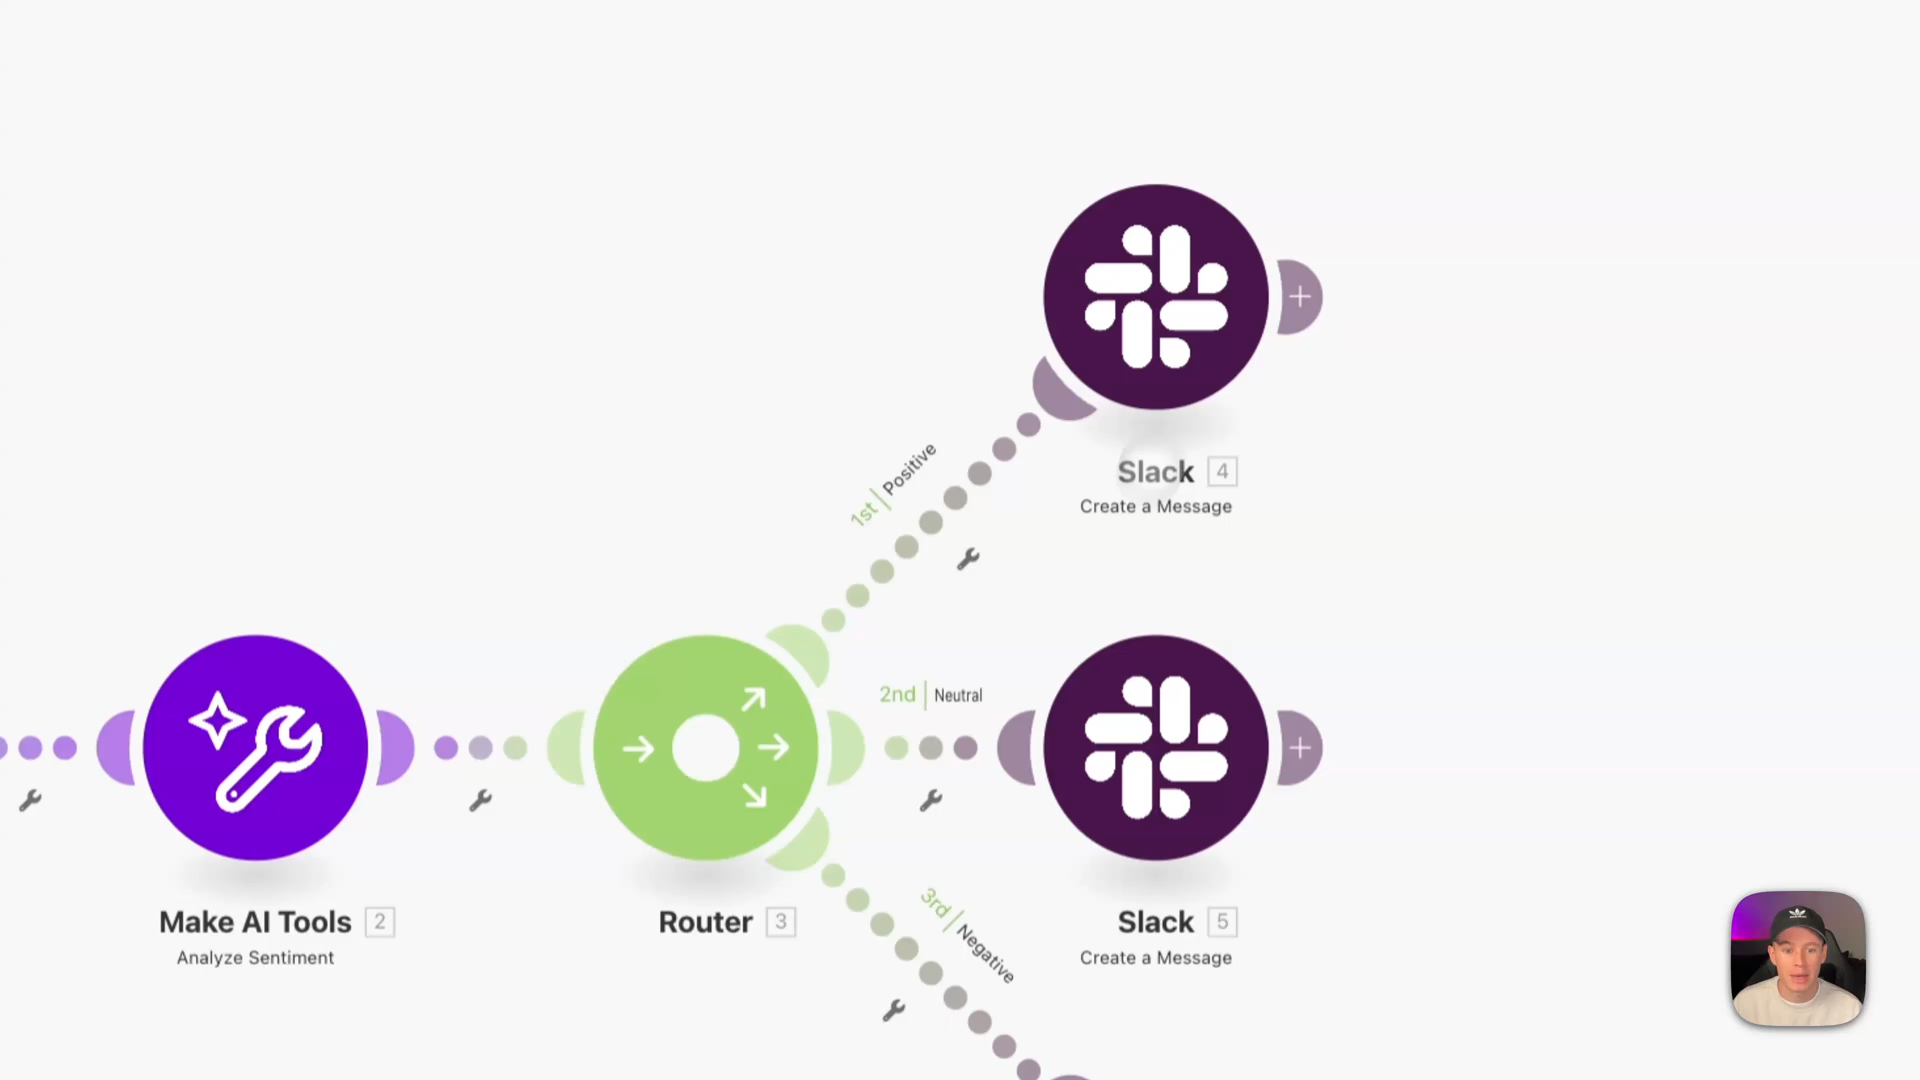 Slack 4
Create a Message
1st | Positive
2nd | Neutral
3rd | Negative
Make AI Tools 2
Analyze Sentiment
Router 3
Slack 5
Create a Message